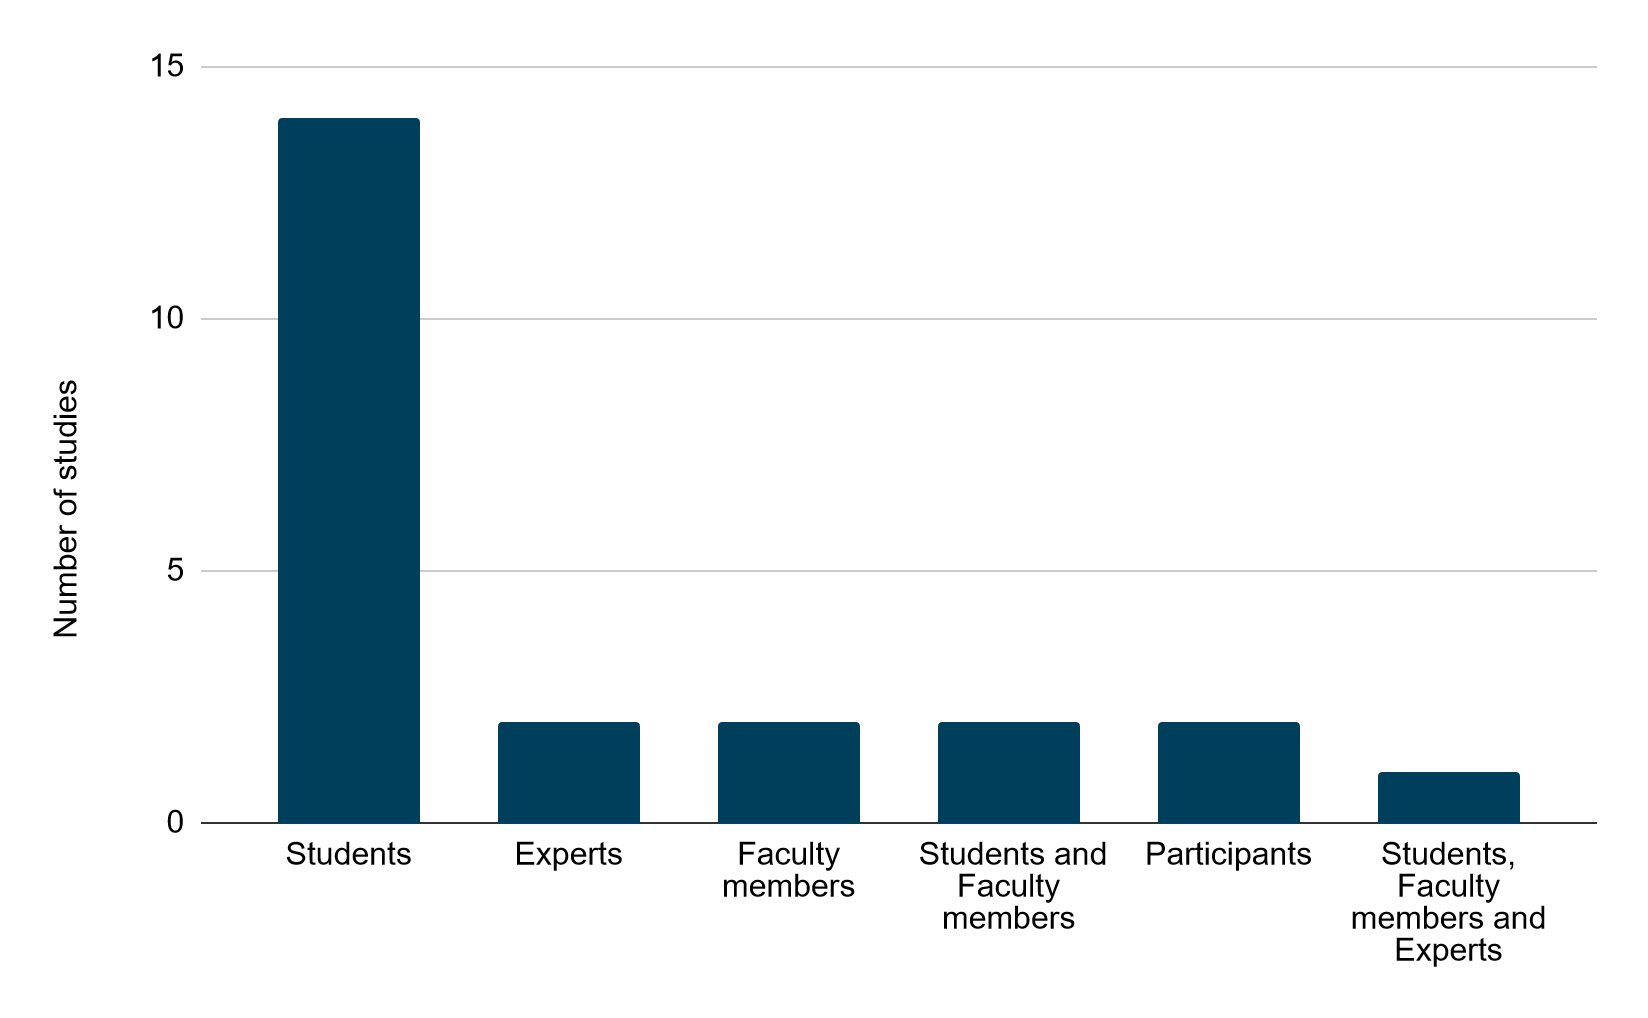 15
10
5
0
Number of studies
Students
Experts
Faculty
members
Students and
Faculty
members
Participants
Students,
Faculty
members and
Experts